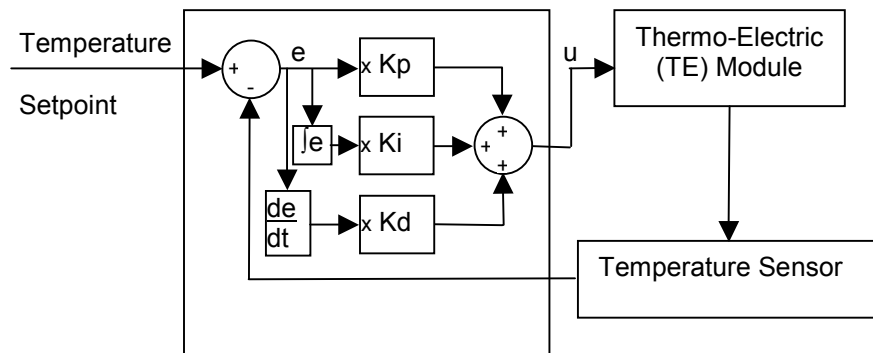 Temperature
Setpoint
+
-
e
x Kp
∫e
x Ki
de
dt
x Kd
+
+
+
u
Thermo-Electric
(TE) Module
Temperature Sensor